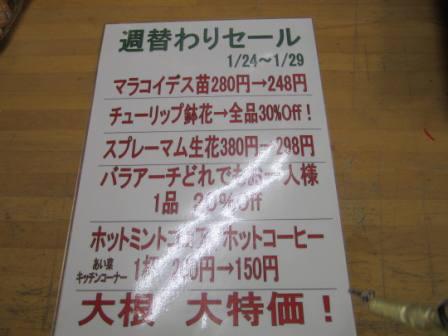 週替わりセール
1/24～1/29
マラコイデス苗280円→248円
チューリップ鉢花→全品30%Off！
スプレーマム生花380円→298円
バラアーチどれでもお一人様
1品 %Off
ホットミント ホットコーヒー
あい菜
キッチンコーナー
1杯 円→150円
大根 大特価！